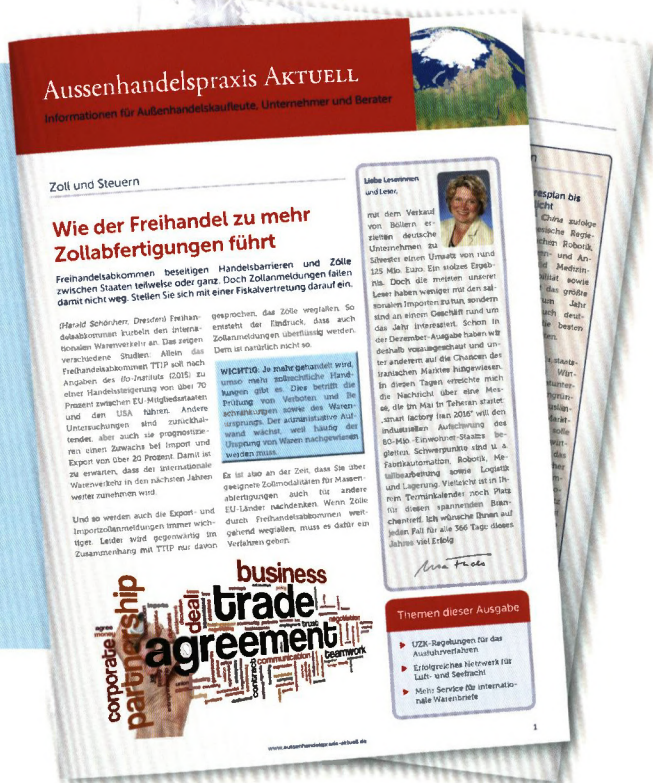 Aussenhandelspraxis AKTUELL
Informationen für Außenhandelskaufleute, Unternehmer und Berater
Zoll und Steuern
Wie der Freihandel zu mehr
Zollabfertigungen führt
Freihandelsabkommen beseitigen Handelsbarrieren und Zölle
zwischen Staaten teilweise oder ganz. Doch Zollanmeldungen fallen
damit nicht weg. Stellen Sie sich mit einer Fiskalvertretung darauf ein.
(Harald Schönherr, Dresden) Freihan-
delsabkommen kurbeln den interna-
tionalen Warenverkehr an. Das zeigen
verschiedene Studien. Allein das
Freihandelsabkommen TTIP soll nach
Angaben des ifo-Instituts (2015) zu
einer Handelssteigerung von über 70
Prozent zwischen EU-Mitgliedsstaaten
und den USA führen. Andere
Untersuchungen sind zurückhal-
tender, aber auch sie prognostizie-
ren einen Zuwachs bei Import und
Export von über 20 Prozent. Damit ist
zu erwarten, dass der internationale
Warenverkehr in den nächsten Jahren
weiter zunehmen wird.
Und so werden auch die Export- und
Importzollanmeldungen immer wich-
tiger. Leider wird gegenwärtig im
Zusammenhang mit TTIP nur davon
gesprochen, das Zölle wegfallen. So
entsteht der Eindruck, dass auch
Zollanmeldungen überflüssig werden.
Dem ist natürlich nicht so.
WICHTIG: Je mehr gehandelt wird,
umso mehr zollrechtliche Hand-
lungen gibt es. Dies betrifft die
Prüfung von Verboten und Be
schränkungen sowie des Waren-
ursprungs. Der administrative Auf-
wand wächst, weil häufig der
Ursprung von Waren nachgewiesen
werden muss.
Es ist also an der Zeit, dass Sie über
geeignete Zollmodalitäten für Massen-
abfertigungen auch für andere
EU-Länder nachdenken. Wenn Zölle
durch Freihandelsabkommen weit-
gehend wegfallen, muss es dafür ein
Verfahren geben.
Liebe Leserinnen
und Leser,
mit dem Verkauf
von Böllern er-
zielten deutsche
Unternehmen zu
Silvester einen Umsatz von rund
125 Mio. Euro. Ein stolzes Ergeb-
nis. Doch die meisten unserer
Leser haben weniger mit den sai-
sonalen Importen zu tun, sondern
sind an einem Geschäft rund um
das Jahr interessiert. Schon in
der Dezember-Ausgabe haben wir
deshalb vorausgeschaut und un-
ter anderem auf die Chancen des
iranischen Marktes hingewiesen.
In diesen Tagen erreichte mich
die Nachricht über eine Mes-
se, die im Mai in Teheran startet.
„smart factory Iran 2016" will den
industriellen Aufschwung des
80-Mio.-Einwohner-Staates be-
gleiten. Schwerpunkte sind u. a.
Fabrikautomation, Robotik, Me-
tallbearbeitung sowie Logistik
und Lagerung. Vielleicht ist in Ih-
rem Terminkalender noch Platz
für diesen spannenden Bran-
chentreff. Ich wünsche Ihnen auf
jeden Fall für alle 366 Tage dieses
Jahres viel Erfolg
Themen dieser Ausgabe
UZK-Regelungen für das
Ausfuhrverfahren
Erfolgreiches Netzwerk für
Luft- und Seefracht
Mehr Service für internatio-
nale Warenbriefe
business
trade
agreement
partnership
corporate
deal
communication
contract
teamwork
trust
negotiation
agree
money
www.aussenhandelspraxis-aktuell.de
1
resplan bis
licht
China zufolge